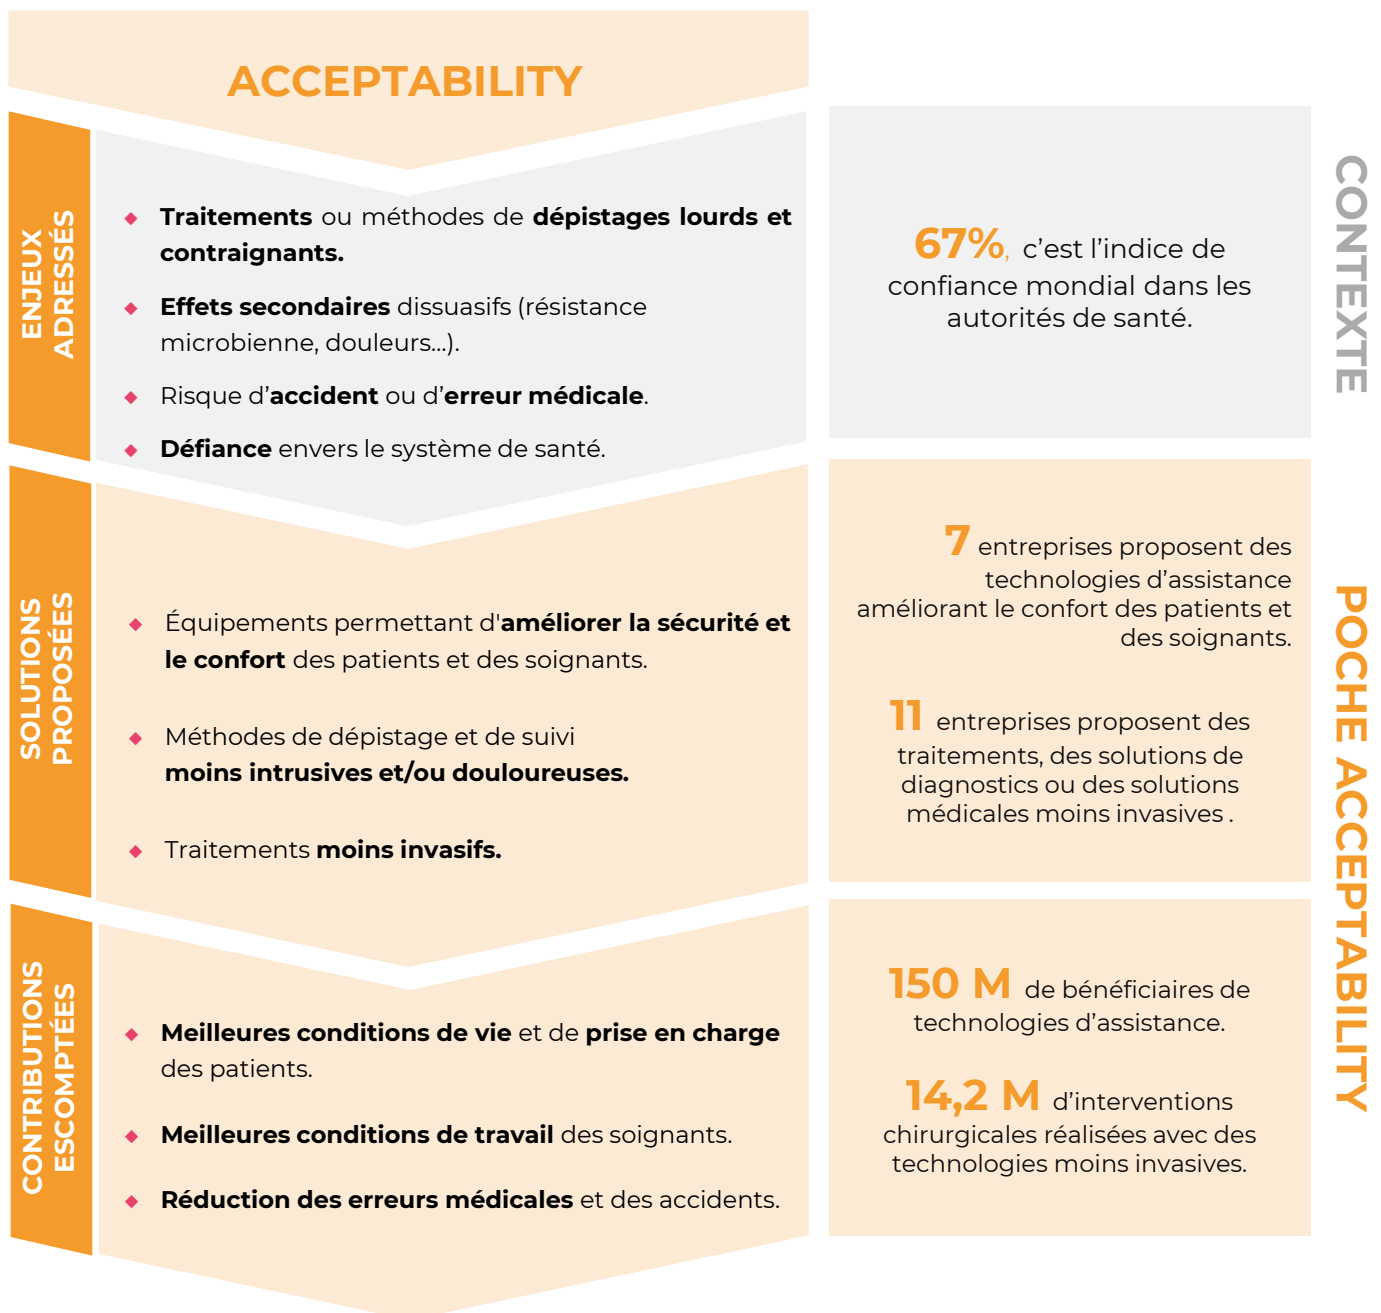 ACCEPTABILITY
ENJEUX
ADRESSÉS
Traitements ou méthodes de dépistages lourds et
contraignants.
Effets secondaires dissuasifs (résistance
microbienne, douleurs...).
Risque d’accident ou d’erreur médicale.
Défiance envers le système de santé.
67%, c’est l’indice de
confiance mondial dans les
autorités de santé.
CONTEXTE
SOLUTIONS
PROPOSÉES
Équipements permettant d'améliorer la sécurité et
le confort des patients et des soignants.
Méthodes de dépistage et de suivi
moins intrusives et/ou douloureuses.
Traitements moins invasifs.
7 entreprises proposent des
technologies d’assistance
améliorant le confort des patients et
des soignants.
11 entreprises proposent des
traitements, des solutions de
diagnostics ou des solutions
médicales moins invasives .
POCHE ACCEPTABILITY
CONTRIBUTIONS
ESCOMPTÉES
Meilleures conditions de vie et de prise en charge
des patients.
Meilleures conditions de travail des soignants.
Réduction des erreurs médicales et des accidents.
150 M de bénéficiaires de
technologies d’assistance.
14,2 M d’interventions
chirurgicales réalisées avec des
technologies moins invasives.